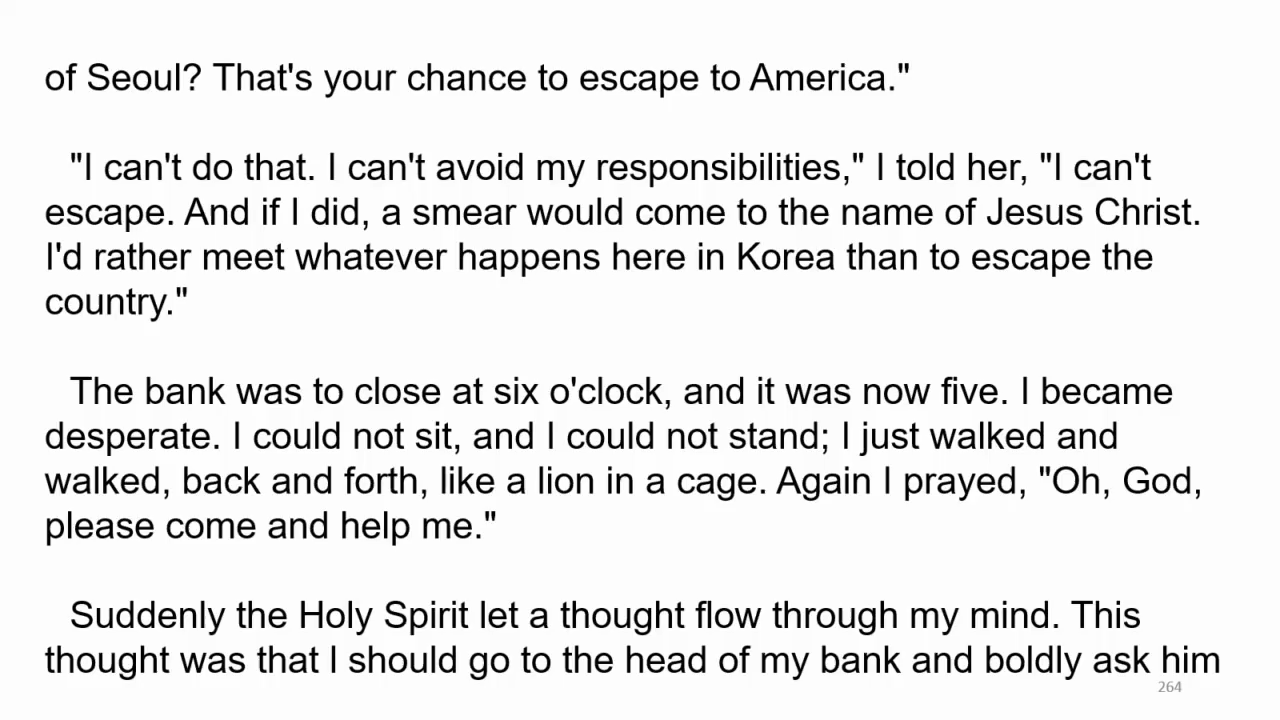 of Seoul? That's your chance to escape to America."
"I can't do that. I can't avoid my responsibilities," I told her, "I can't
escape. And if I did, a smear would come to the name of Jesus Christ.
I'd rather meet whatever happens here in Korea than to escape the
country."
The bank was to close at six o'clock, and it was now five. I became
desperate. I could not sit, and I could not stand; I just walked and
walked, back and forth, like a lion in a cage. Again I prayed, "Oh, God,
please come and help me."
Suddenly the Holy Spirit let a thought flow through my mind. This
thought was that I should go to the head of my bank and boldly ask him
264